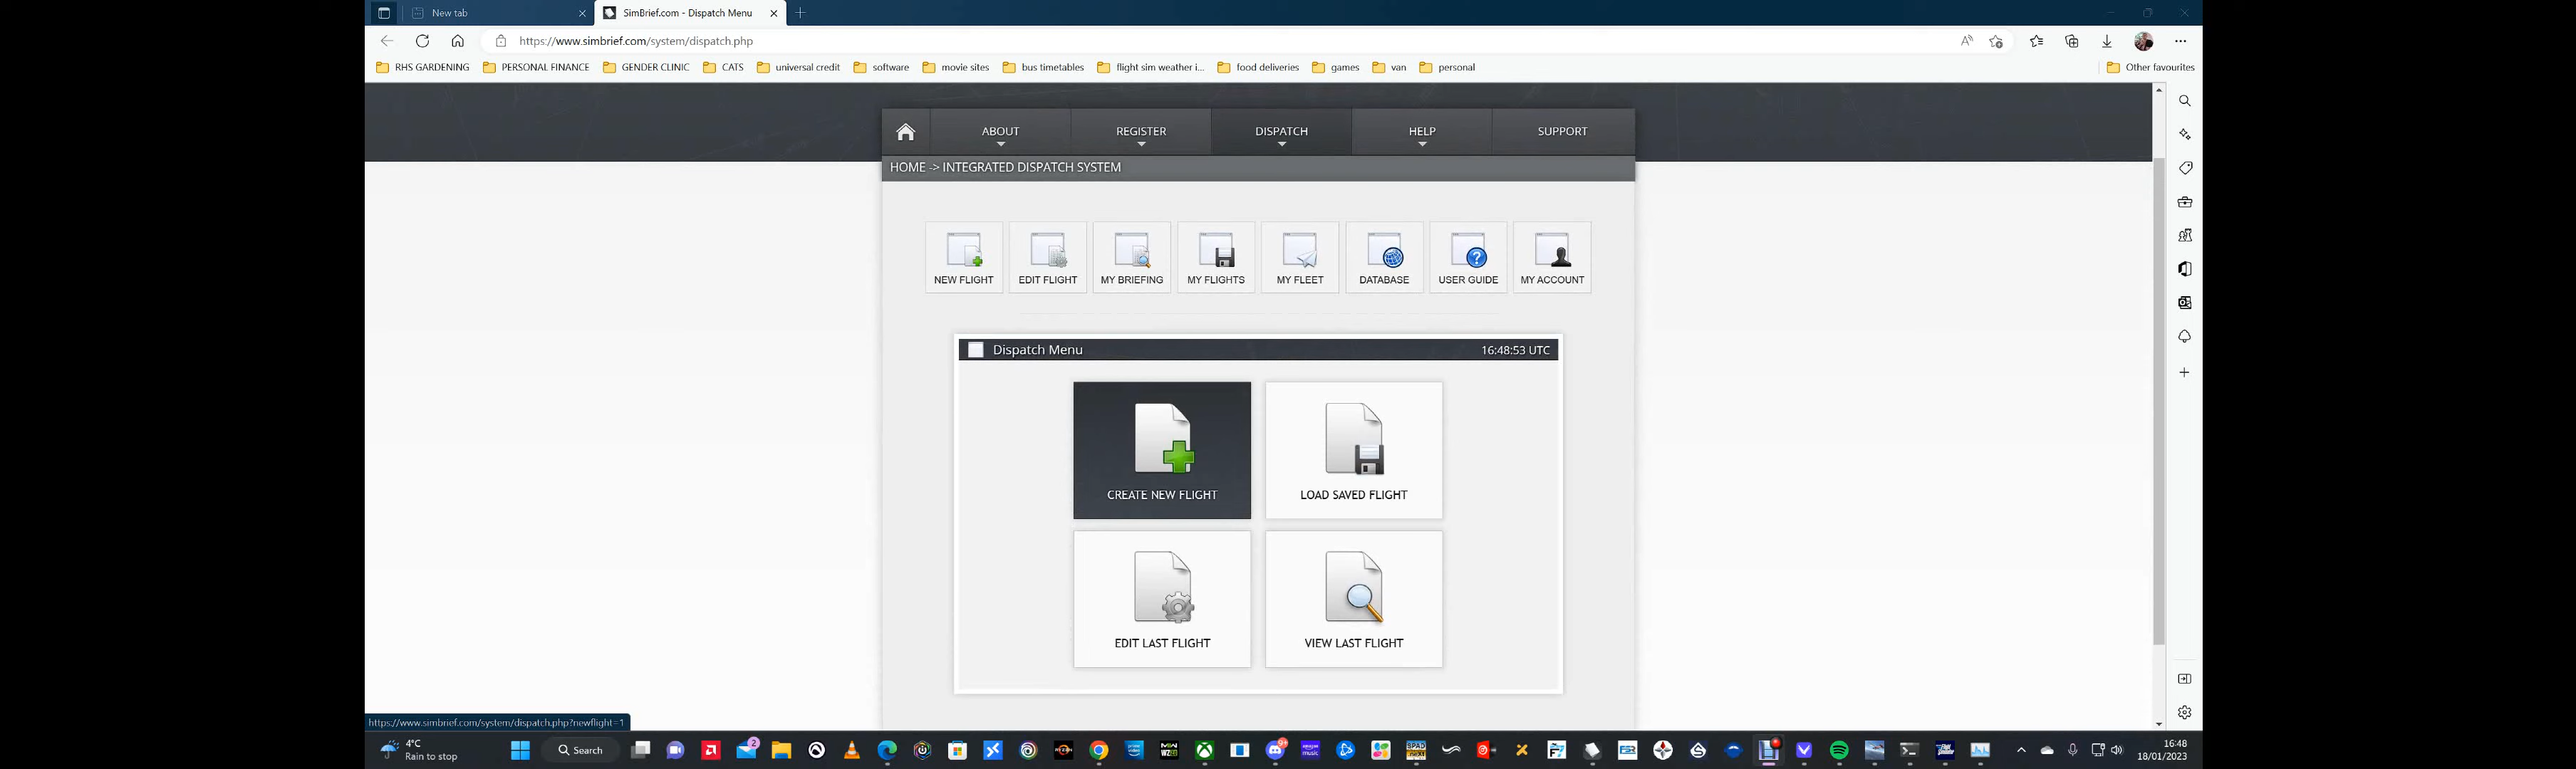 New tab
SimBrief.com - Dispatch Menu
https://www.simbrief.com/system/dispatch.php
RHS GARDENING PERSONAL FINANCE GENDER CLINIC CATS universal credit software movie sites bus timetables flight sim weather i... food deliveries games van personal Other favourites
ABOUT REGISTER DISPATCH HELP SUPPORT
HOME -> INTEGRATED DISPATCH SYSTEM
NEW FLIGHT EDIT FLIGHT MY BRIEFING MY FLIGHTS MY FLEET DATABASE USER GUIDE MY ACCOUNT
Dispatch Menu 16:48:53 UTC
CREATE NEW FLIGHT LOAD SAVED FLIGHT
EDIT LAST FLIGHT VIEW LAST FLIGHT
https://www.simbrief.com/system/dispatch.php?newflight=1
4°C
Rain to stop
Search
2
9+
16:48
18/01/2023